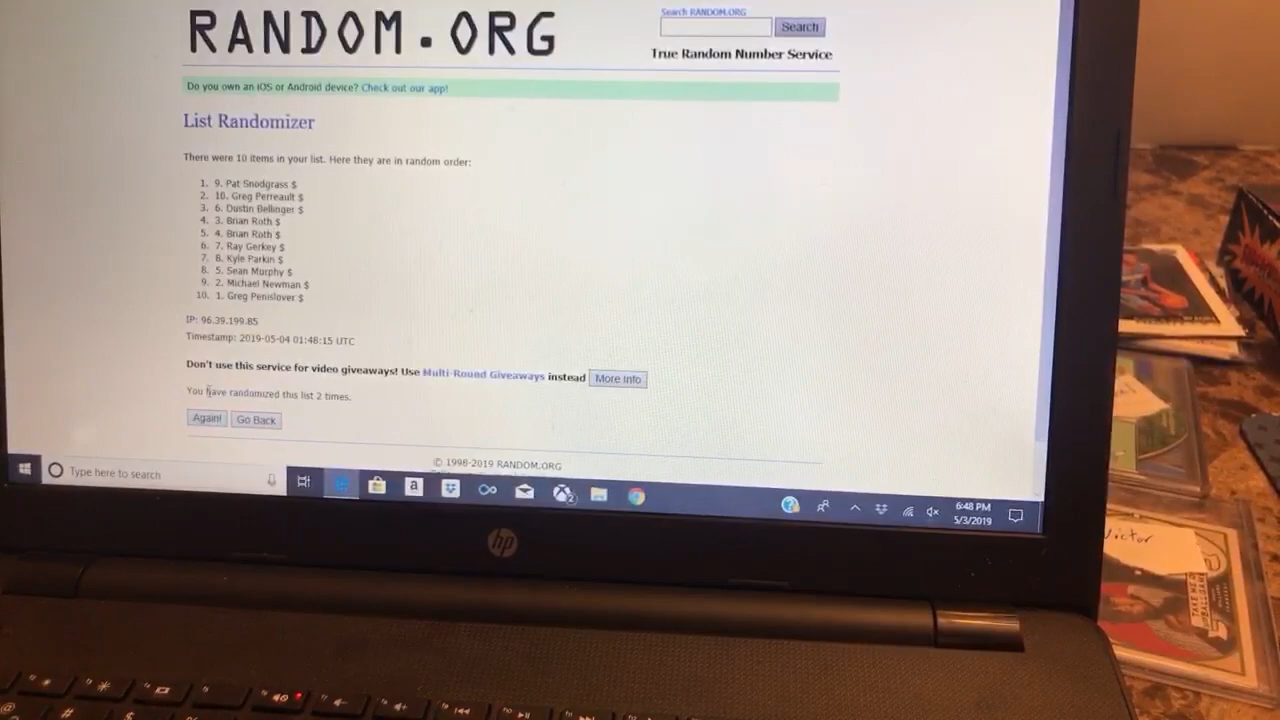 RANDOM.ORG
Search RANDOM.ORG
Search
True Random Number Service
Do you own an iOS or Android device? Check out our app!
List Randomizer
There were 10 items in your list. Here they are in random order:
1. 9. Pat Snodgrass $
2. 10. Greg Perreault $
3. 6. Dustin Bellinger $
4. 3. Brian Roth $
5. 4. Brian Roth $
6. 7. Ray Gerkey $
7. 8. Kyle Parkin $
8. 5. Sean Murphy $
9. 2. Michael Newman $
10. 1. Greg Penislover $
IP: 96.39.199.85
Timestamp: 2019-05-04 01:48:15 UTC
Don't use this service for video giveaways! Use Multi-Round Giveaways instead
More Info
You have randomized this list 2 times.
Again!
Go Back
© 1998-2019 RANDOM.ORG
Type here to search
a
2
6:48 PM
5/3/2019
hp
Victor
TAKE ME OUT